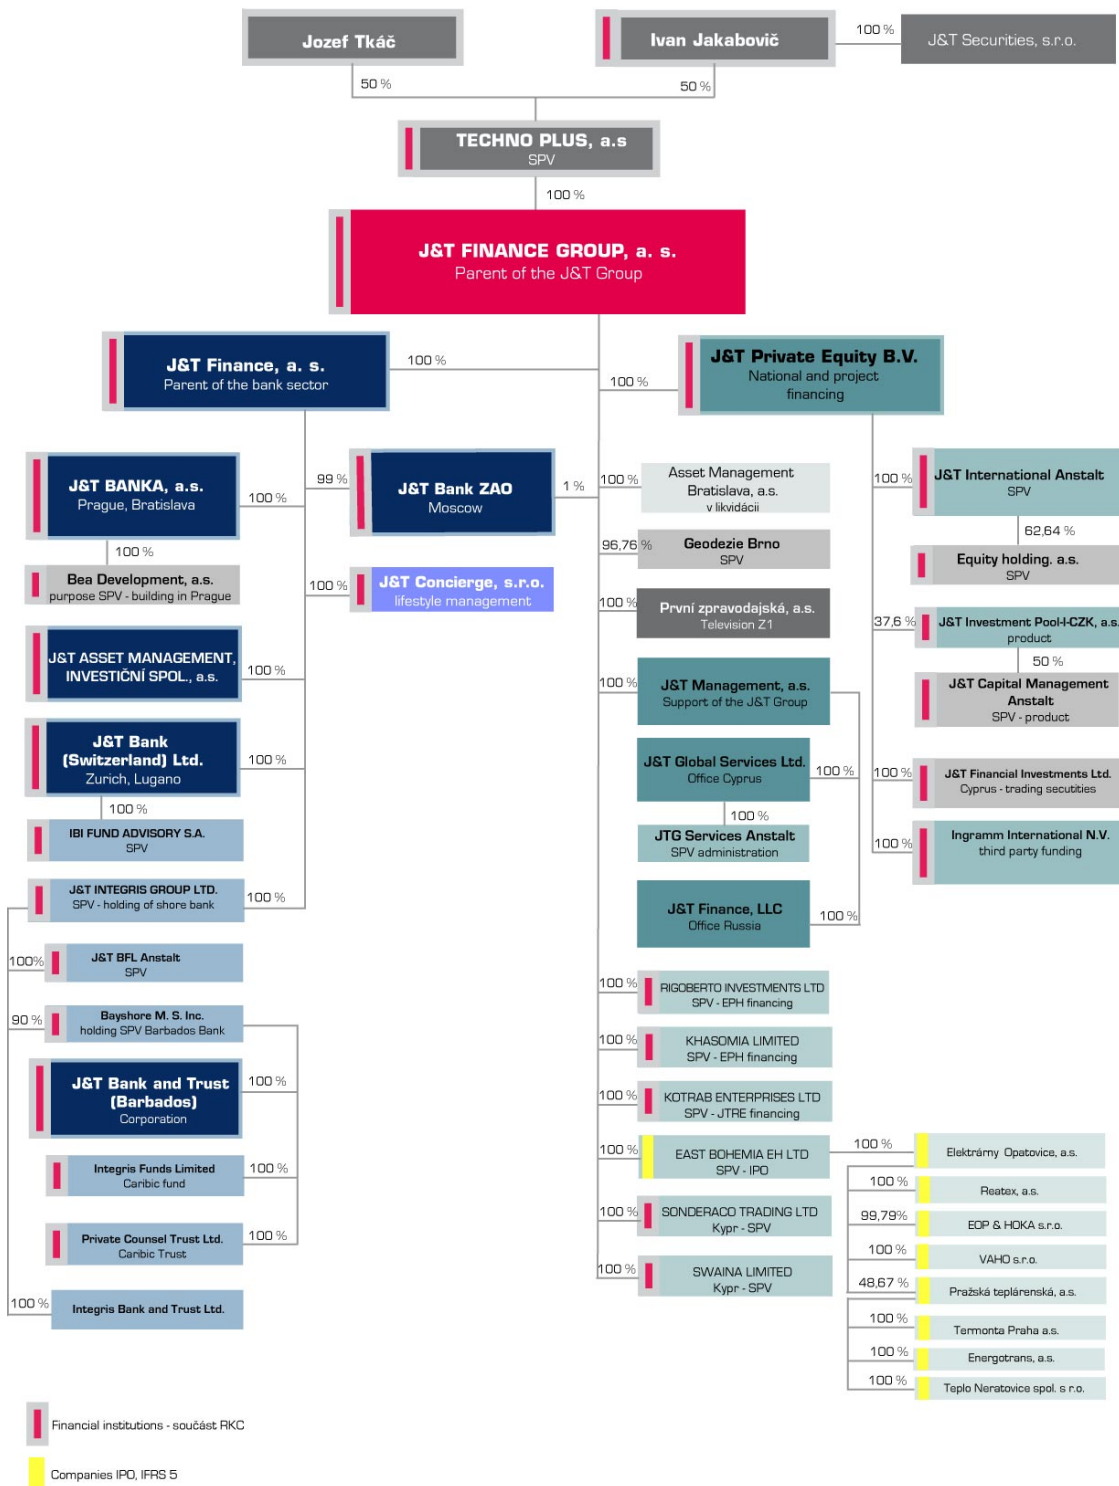 Jozef Tkáč
Ivan Jakabovič
100 %
J&T Securities, s.r.o.
50 %
50 %
TECHNO PLUS, a.s
SPV
100 %
J&T FINANCE GROUP, a. s.
Parent of the J&T Group
J&T Finance, a. s.
Parent of the bank sector
100 %
100 %
J&T Private Equity B.V.
National and project
financing
J&T BANKA, a.s.
Prague, Bratislava
100 %
100 %
Bea Development, a.s.
purpose SPV - building in Prague
99 %
J&T Bank ZAO
Moscow
1 %
100 %
J&T Concierge, s.r.o.
lifestyle management
J&T ASSET MANAGEMENT,
INVESTIČNÍ SPOL., a.s.
100 %
J&T Bank
(Switzerland) Ltd.
Zurich, Lugano
100 %
100 %
IBI FUND ADVISORY S.A.
SPV
J&T INTEGRIS GROUP LTD.
SPV - holding of shore bank
100 %
100%
J&T BFL Anstalt
SPV
90 %
Bayshore M. S. Inc.
holding SPV Barbados Bank
J&T Bank and Trust
(Barbados)
Corporation
100 %
Integris Funds Limited
Caribic fund
100 %
Private Counsel Trust Ltd.
Caribic Trust
100 %
100 %
Integris Bank and Trust Ltd.
100 %
Asset Management
Bratislava, a.s.
v likvidácii
96,76 %
Geodezie Brno
SPV
100 %
První zpravodajská, a.s.
Television Z1
100 %
J&T Management, a.s.
Support of the J&T Group
J&T Global Services Ltd.
Office Cyprus
100 %
100 %
JTG Services Anstalt
SPV administration
J&T Finance, LLC
Office Russia
100 %
100 %
RIGOBERTO INVESTMENTS LTD
SPV - EPH financing
100 %
KHASOMIA LIMITED
SPV - EPH financing
100 %
KOTRAB ENTERPRISES LTD
SPV - JTRE financing
100 %
EAST BOHEMIA EH LTD
SPV - IPO
100 %
SONDERACO TRADING LTD
Kypr - SPV
100 %
SWAINA LIMITED
Kypr - SPV
100 %
J&T International Anstalt
SPV
62,64 %
Equity holding. a.s.
SPV
37,6 %
J&T Investment Pool-I-CZK, a.s.
product
50 %
J&T Capital Management
Anstalt
SPV - product
100 %
J&T Financial Investments Ltd.
Cyprus - trading secutities
100 %
Ingramm International N.V.
third party funding
100 %
Elektrárny Opatovice, a.s.
100 %
Reatex, a.s.
99,79%
EOP & HOKA s.r.o.
100 %
VAHO s.r.o.
48,67 %
Pražská teplárenská, a.s.
100 %
Termonta Praha a.s.
100 %
Energotrans, a.s.
100 %
Teplo Neratovice spol. s r.o.
Financial institutions - součást RKC
Companies IPO, IFRS 5